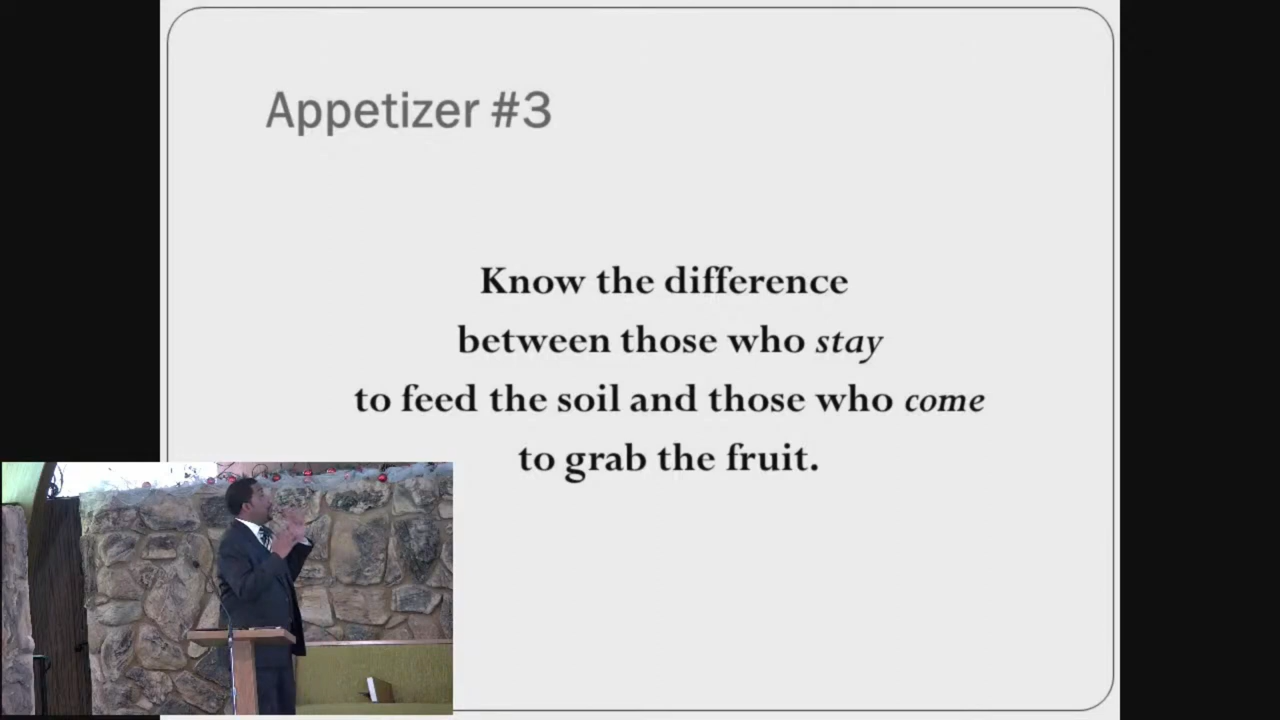 Appetizer #3
Know the difference
between those who stay
to feed the soil and those who come
to grab the fruit.